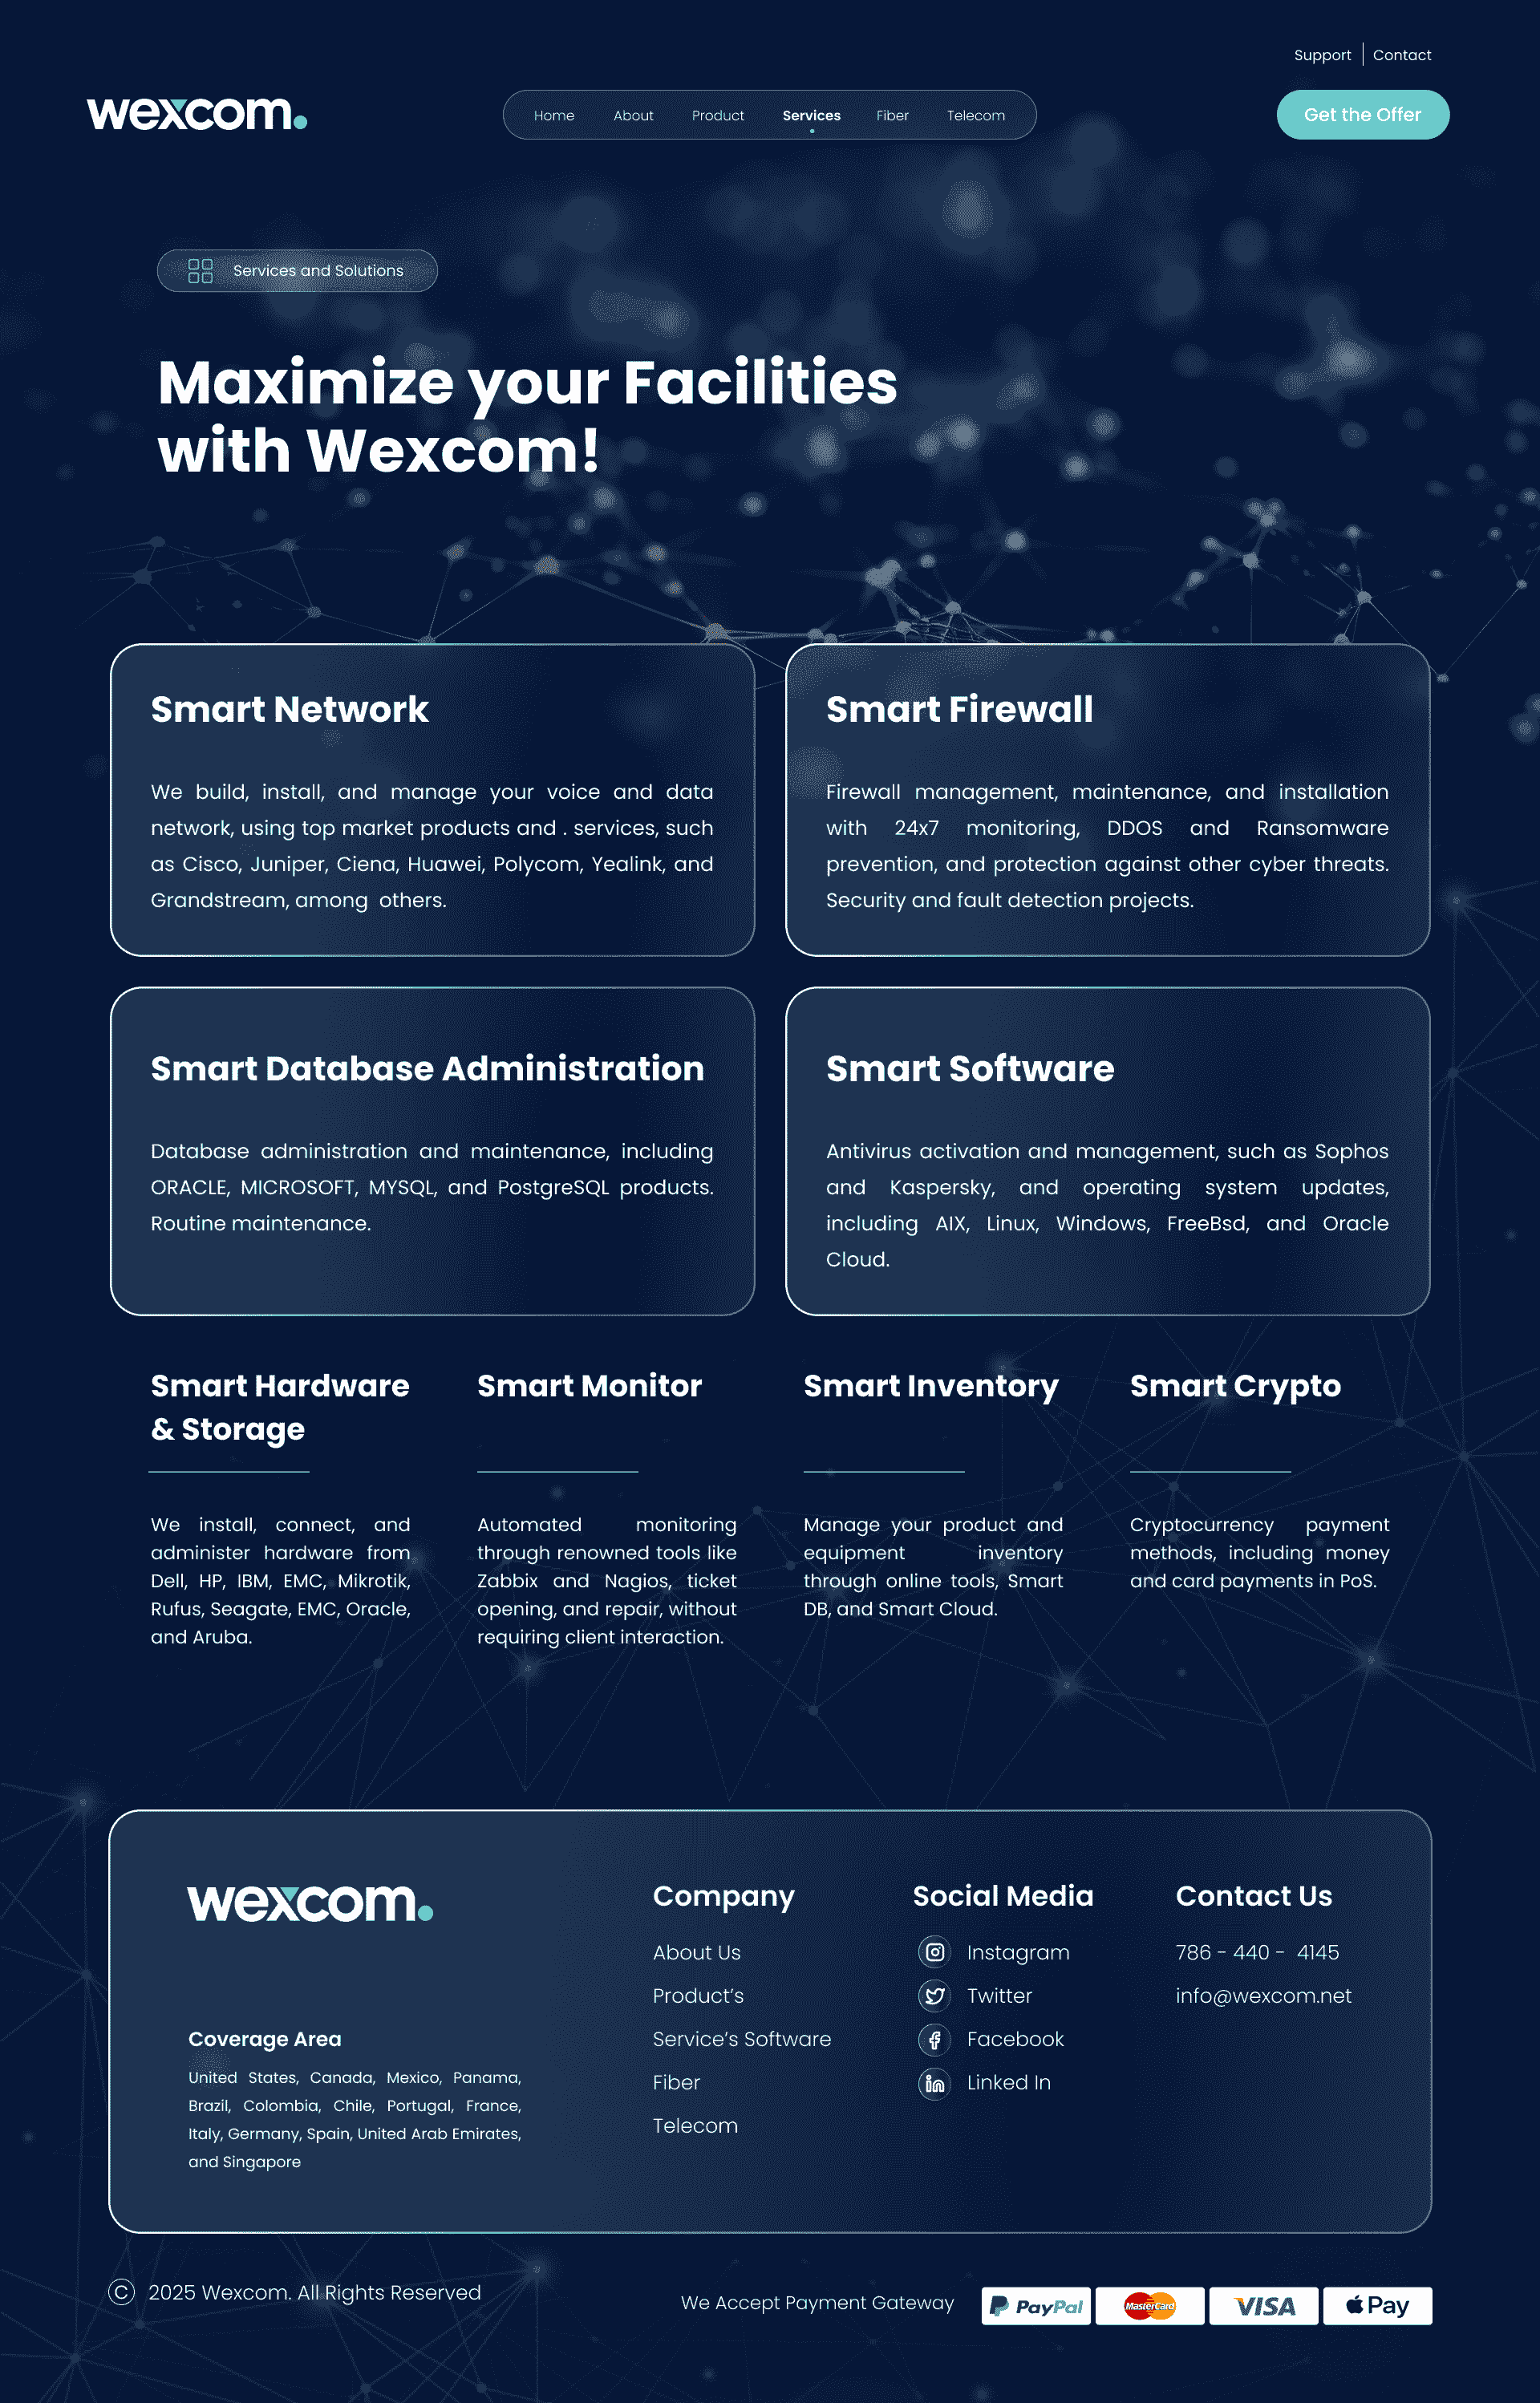 Support | Contact
wexcom.
Home About Product Services Fiber Telecom
Get the Offer
Services and Solutions
Maximize your Facilities
with Wexcom!
Smart Network
We build, install, and manage your voice and data
network, using top market products and . services, such
as Cisco, Juniper, Ciena, Huawei, Polycom, Yealink, and
Grandstream, among others.
Smart Firewall
Firewall management, maintenance, and installation
with 24x7 monitoring, DDOS and Ransomware
prevention, and protection against other cyber threats.
Security and fault detection projects.
Smart Database Administration
Database administration and maintenance, including
ORACLE, MICROSOFT, MYSQL, and PostgreSQL products.
Routine maintenance.
Smart Software
Antivirus activation and management, such as Sophos
and Kaspersky, and operating system updates,
including AIX, Linux, Windows, FreeBsd, and Oracle
Cloud.
Smart Hardware
& Storage
We install, connect, and
administer hardware from
Dell, HP, IBM, EMC, Mikrotik,
Rufus, Seagate, EMC, Oracle,
and Aruba.
Smart Monitor
Automated monitoring
through renowned tools like
Zabbix and Nagios, ticket
opening, and repair, without
requiring client interaction.
Smart Inventory
Manage your product and
equipment inventory
through online tools, Smart
DB, and Smart Cloud.
Smart Crypto
Cryptocurrency payment
methods, including money
and card payments in PoS.
wexcom.
Coverage Area
United States, Canada, Mexico, Panama,
Brazil, Colombia, Chile, Portugal, France,
Italy, Germany, Spain, United Arab Emirates,
and Singapore
Company
About Us
Product’s
Service’s Software
Fiber
Telecom
Social Media
Instagram
Twitter
Facebook
Linked In
Contact Us
786 - 440 - 4145
info@wexcom.net
© 2025 Wexcom. All Rights Reserved
We Accept Payment Gateway
PayPal
MasterCard
VISA
Pay